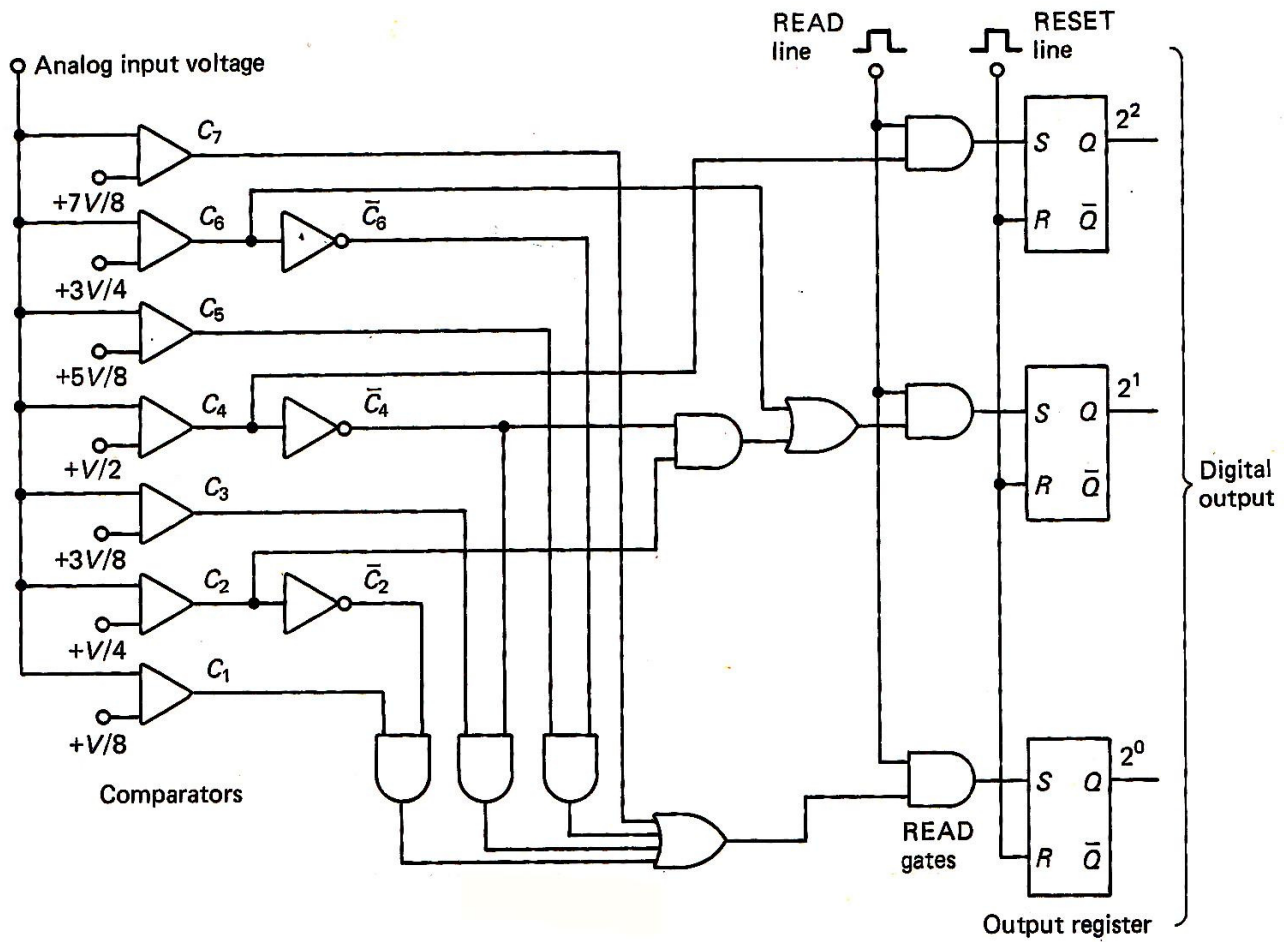 READ
line
RESET
line
Analog input voltage
C₇
+7V/8
C₆
C̄₆
+3V/4
C₅
+5V/8
C₄
C̄₄
+V/2
C₃
+3V/8
C₂
C̄₂
+V/4
C₁
+V/8
Comparators
S Q 2²
R Q̄
S Q 2¹
R Q̄
Digital
output
S Q 2⁰
R Q̄
READ
gates
Output register